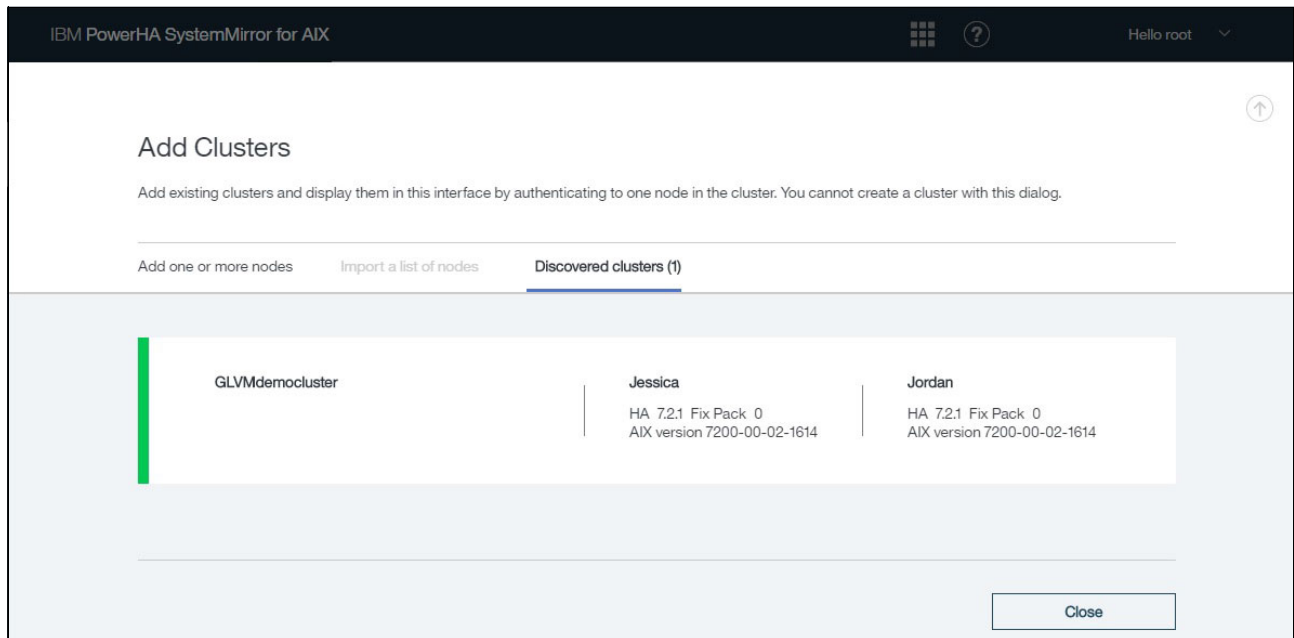 IBM PowerHA SystemMirror for AIX
?
Hello root
Add Clusters
Add existing clusters and display them in this interface by authenticating to one node in the cluster. You cannot create a cluster with this dialog.
Add one or more nodes
Import a list of nodes
Discovered clusters (1)
GLVMdemocluster
Jessica
HA 7.2.1 Fix Pack 0
AIX version 7200-00-02-1614
Jordan
HA 7.2.1 Fix Pack 0
AIX version 7200-00-02-1614
Close